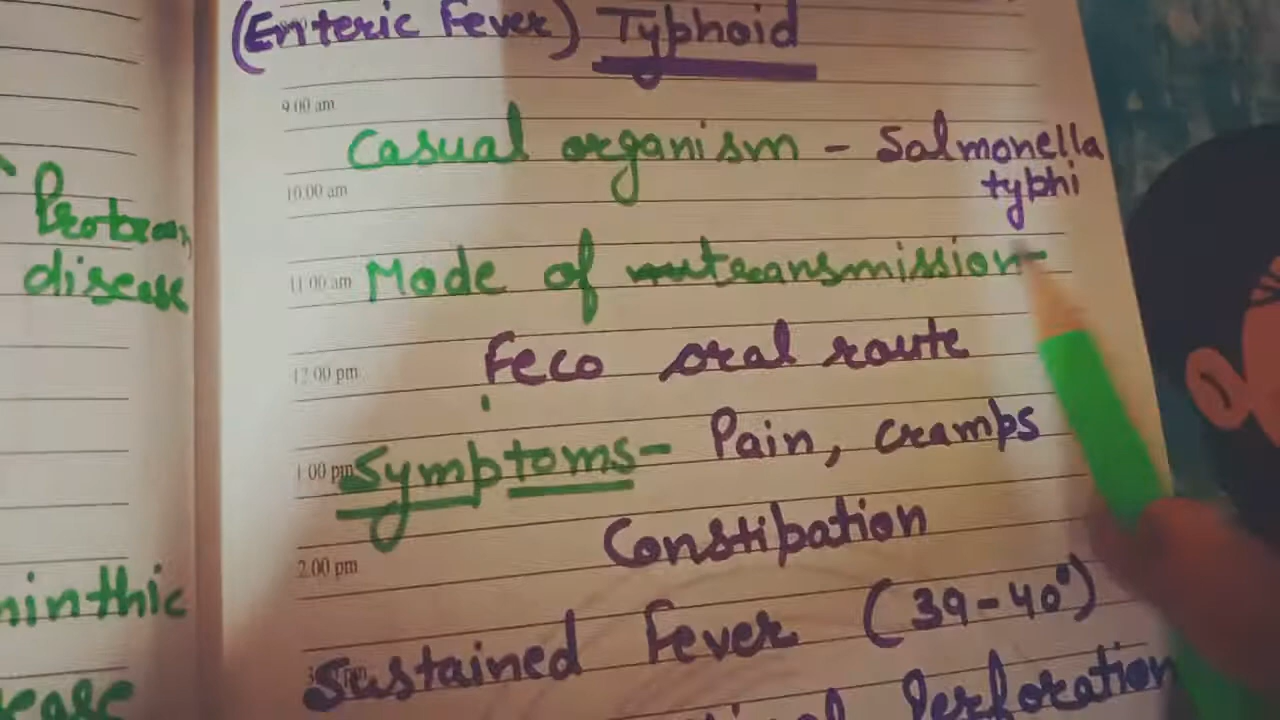 (Enteric Fever) Typhoid
9.00 am
Casual organism - Salmonella
typhi
10.00 am
11.00 am Mode of transmission-
Feco oral route
12.00 pm
1.00 pm Symptoms- Pain, cramps
Constipation
2.00 pm
Sustained Fever (39-40°)
Perforation
disease